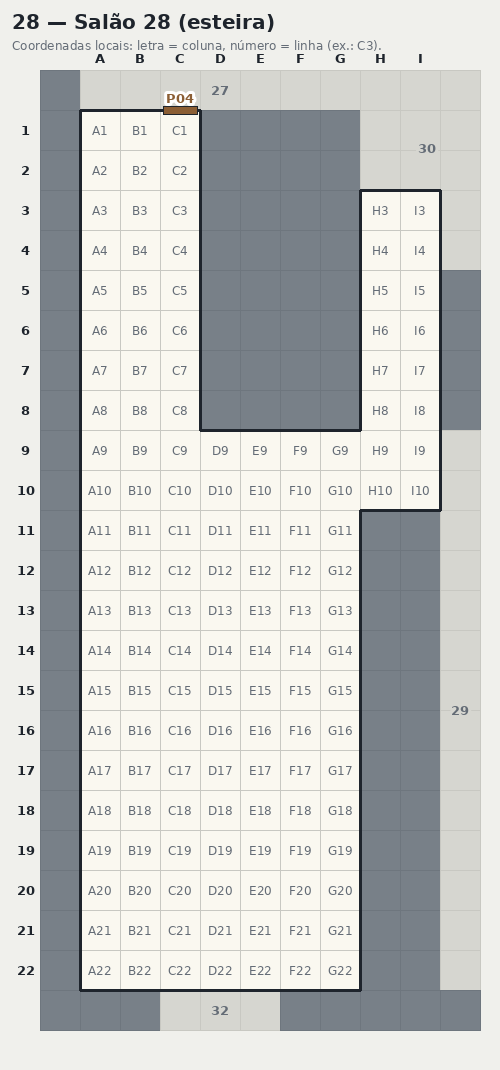 28 — Salão 28 (esteira)
Coordenadas locais: letra = coluna, número = linha (ex.: C3).
A B C D E F G H I
P04 27
1 A1 B1 C1
30
2 A2 B2 C2
3 A3 B3 C3 H3 I3
4 A4 B4 C4 H4 I4
5 A5 B5 C5 H5 I5
6 A6 B6 C6 H6 I6
7 A7 B7 C7 H7 I7
8 A8 B8 C8 H8 I8
9 A9 B9 C9 D9 E9 F9 G9 H9 I9
10 A10 B10 C10 D10 E10 F10 G10 H10 I10
11 A11 B11 C11 D11 E11 F11 G11
12 A12 B12 C12 D12 E12 F12 G12
13 A13 B13 C13 D13 E13 F13 G13
14 A14 B14 C14 D14 E14 F14 G14
15 A15 B15 C15 D15 E15 F15 G15
29
16 A16 B16 C16 D16 E16 F16 G16
17 A17 B17 C17 D17 E17 F17 G17
18 A18 B18 C18 D18 E18 F18 G18
19 A19 B19 C19 D19 E19 F19 G19
20 A20 B20 C20 D20 E20 F20 G20
21 A21 B21 C21 D21 E21 F21 G21
22 A22 B22 C22 D22 E22 F22 G22
32